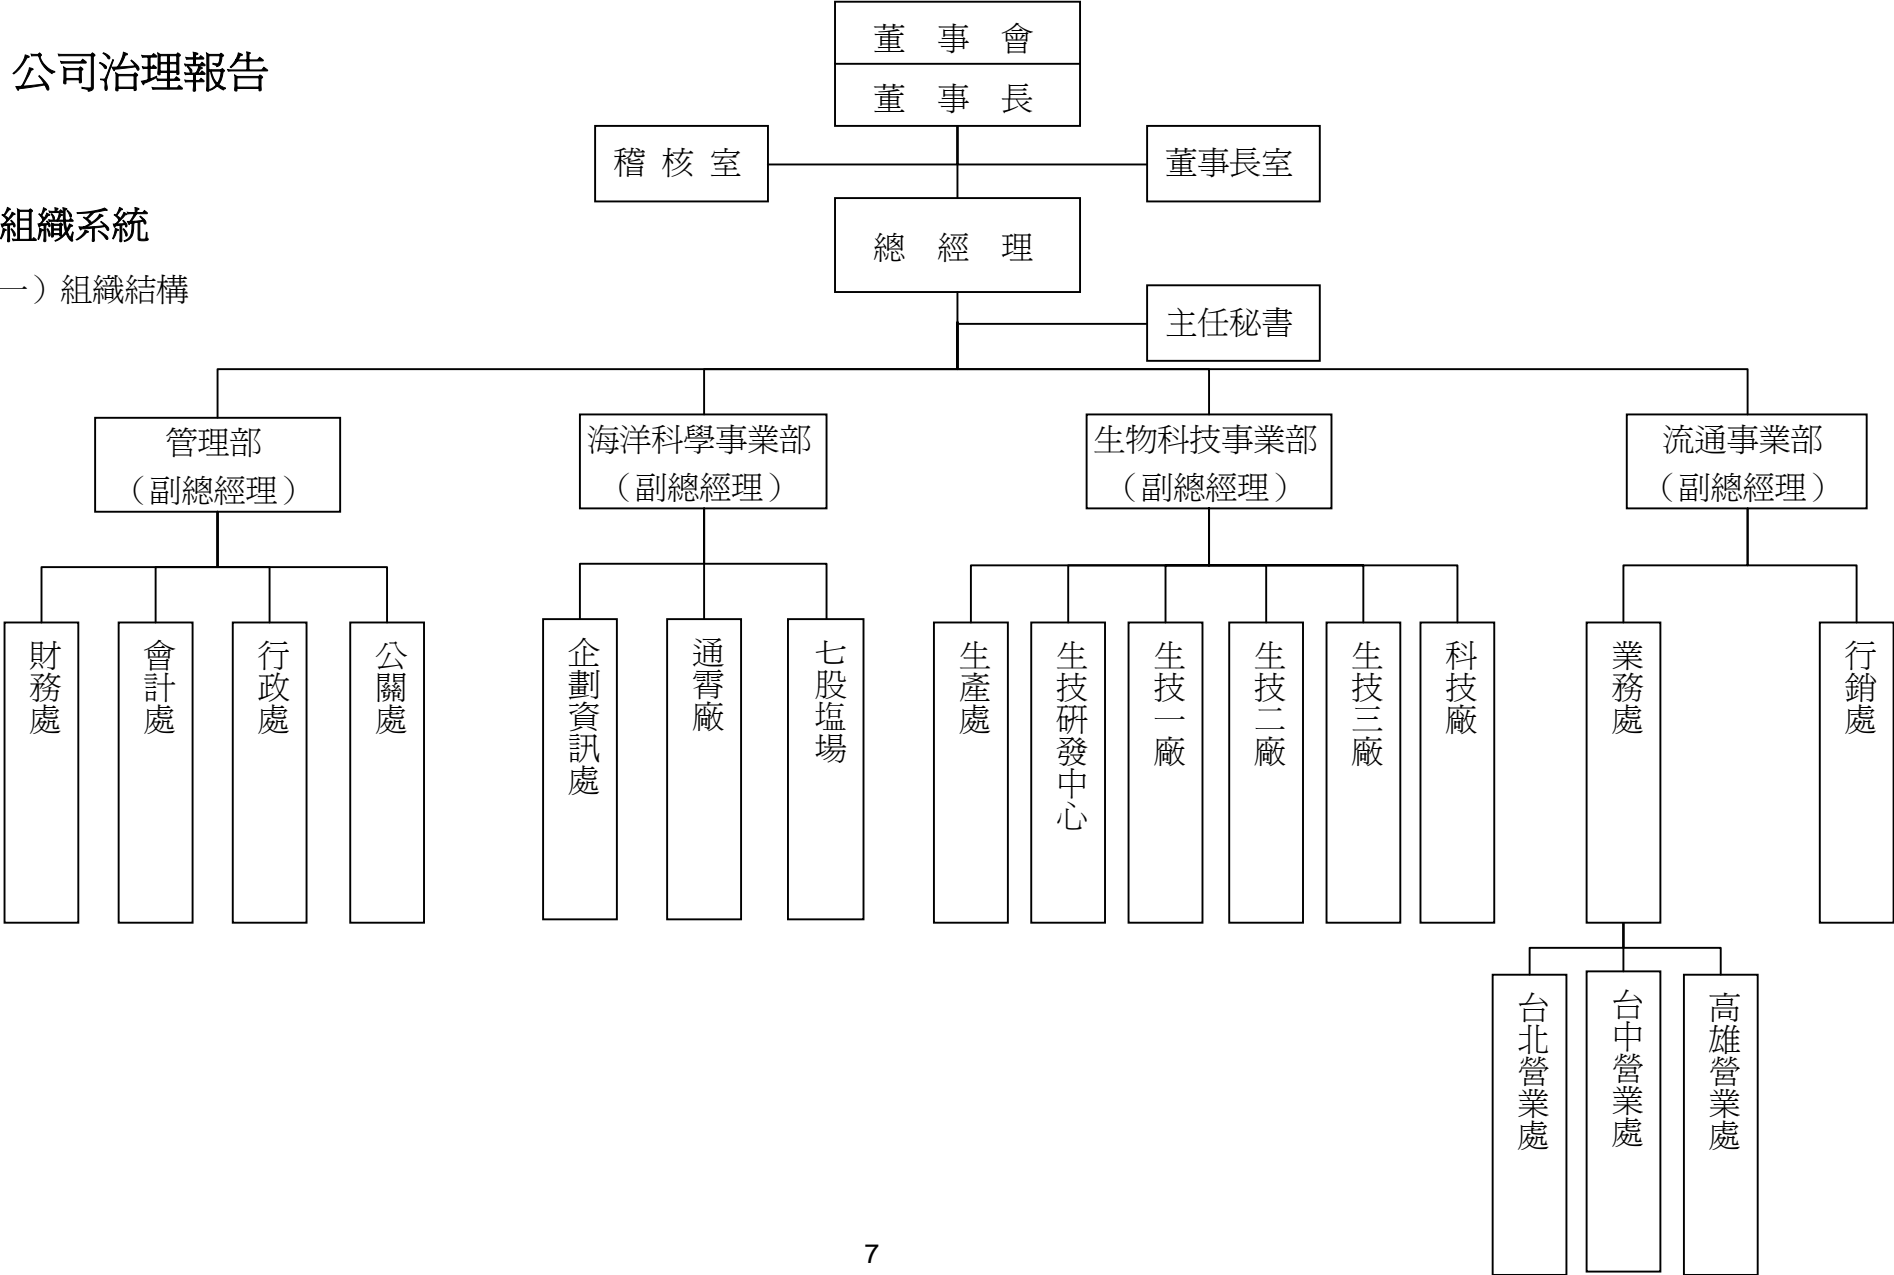 公司治理報告
組織系統
一）組織結構
董 事 會
董 事 長
稽 核 室
董事長室
總 經 理
主任秘書
管理部
（副總經理）
海洋科學事業部
（副總經理）
生物科技事業部
（副總經理）
流通事業部
（副總經理）
財務處
會計處
行政处
公關處
企劃資訊處
通霄廠
七股塩場
生產處
生技研發中心
生技一廠
生技二廠
生技三廠
科技廠
業務處
行銷處
台北營業處
台中營業處
高雄營業處
7